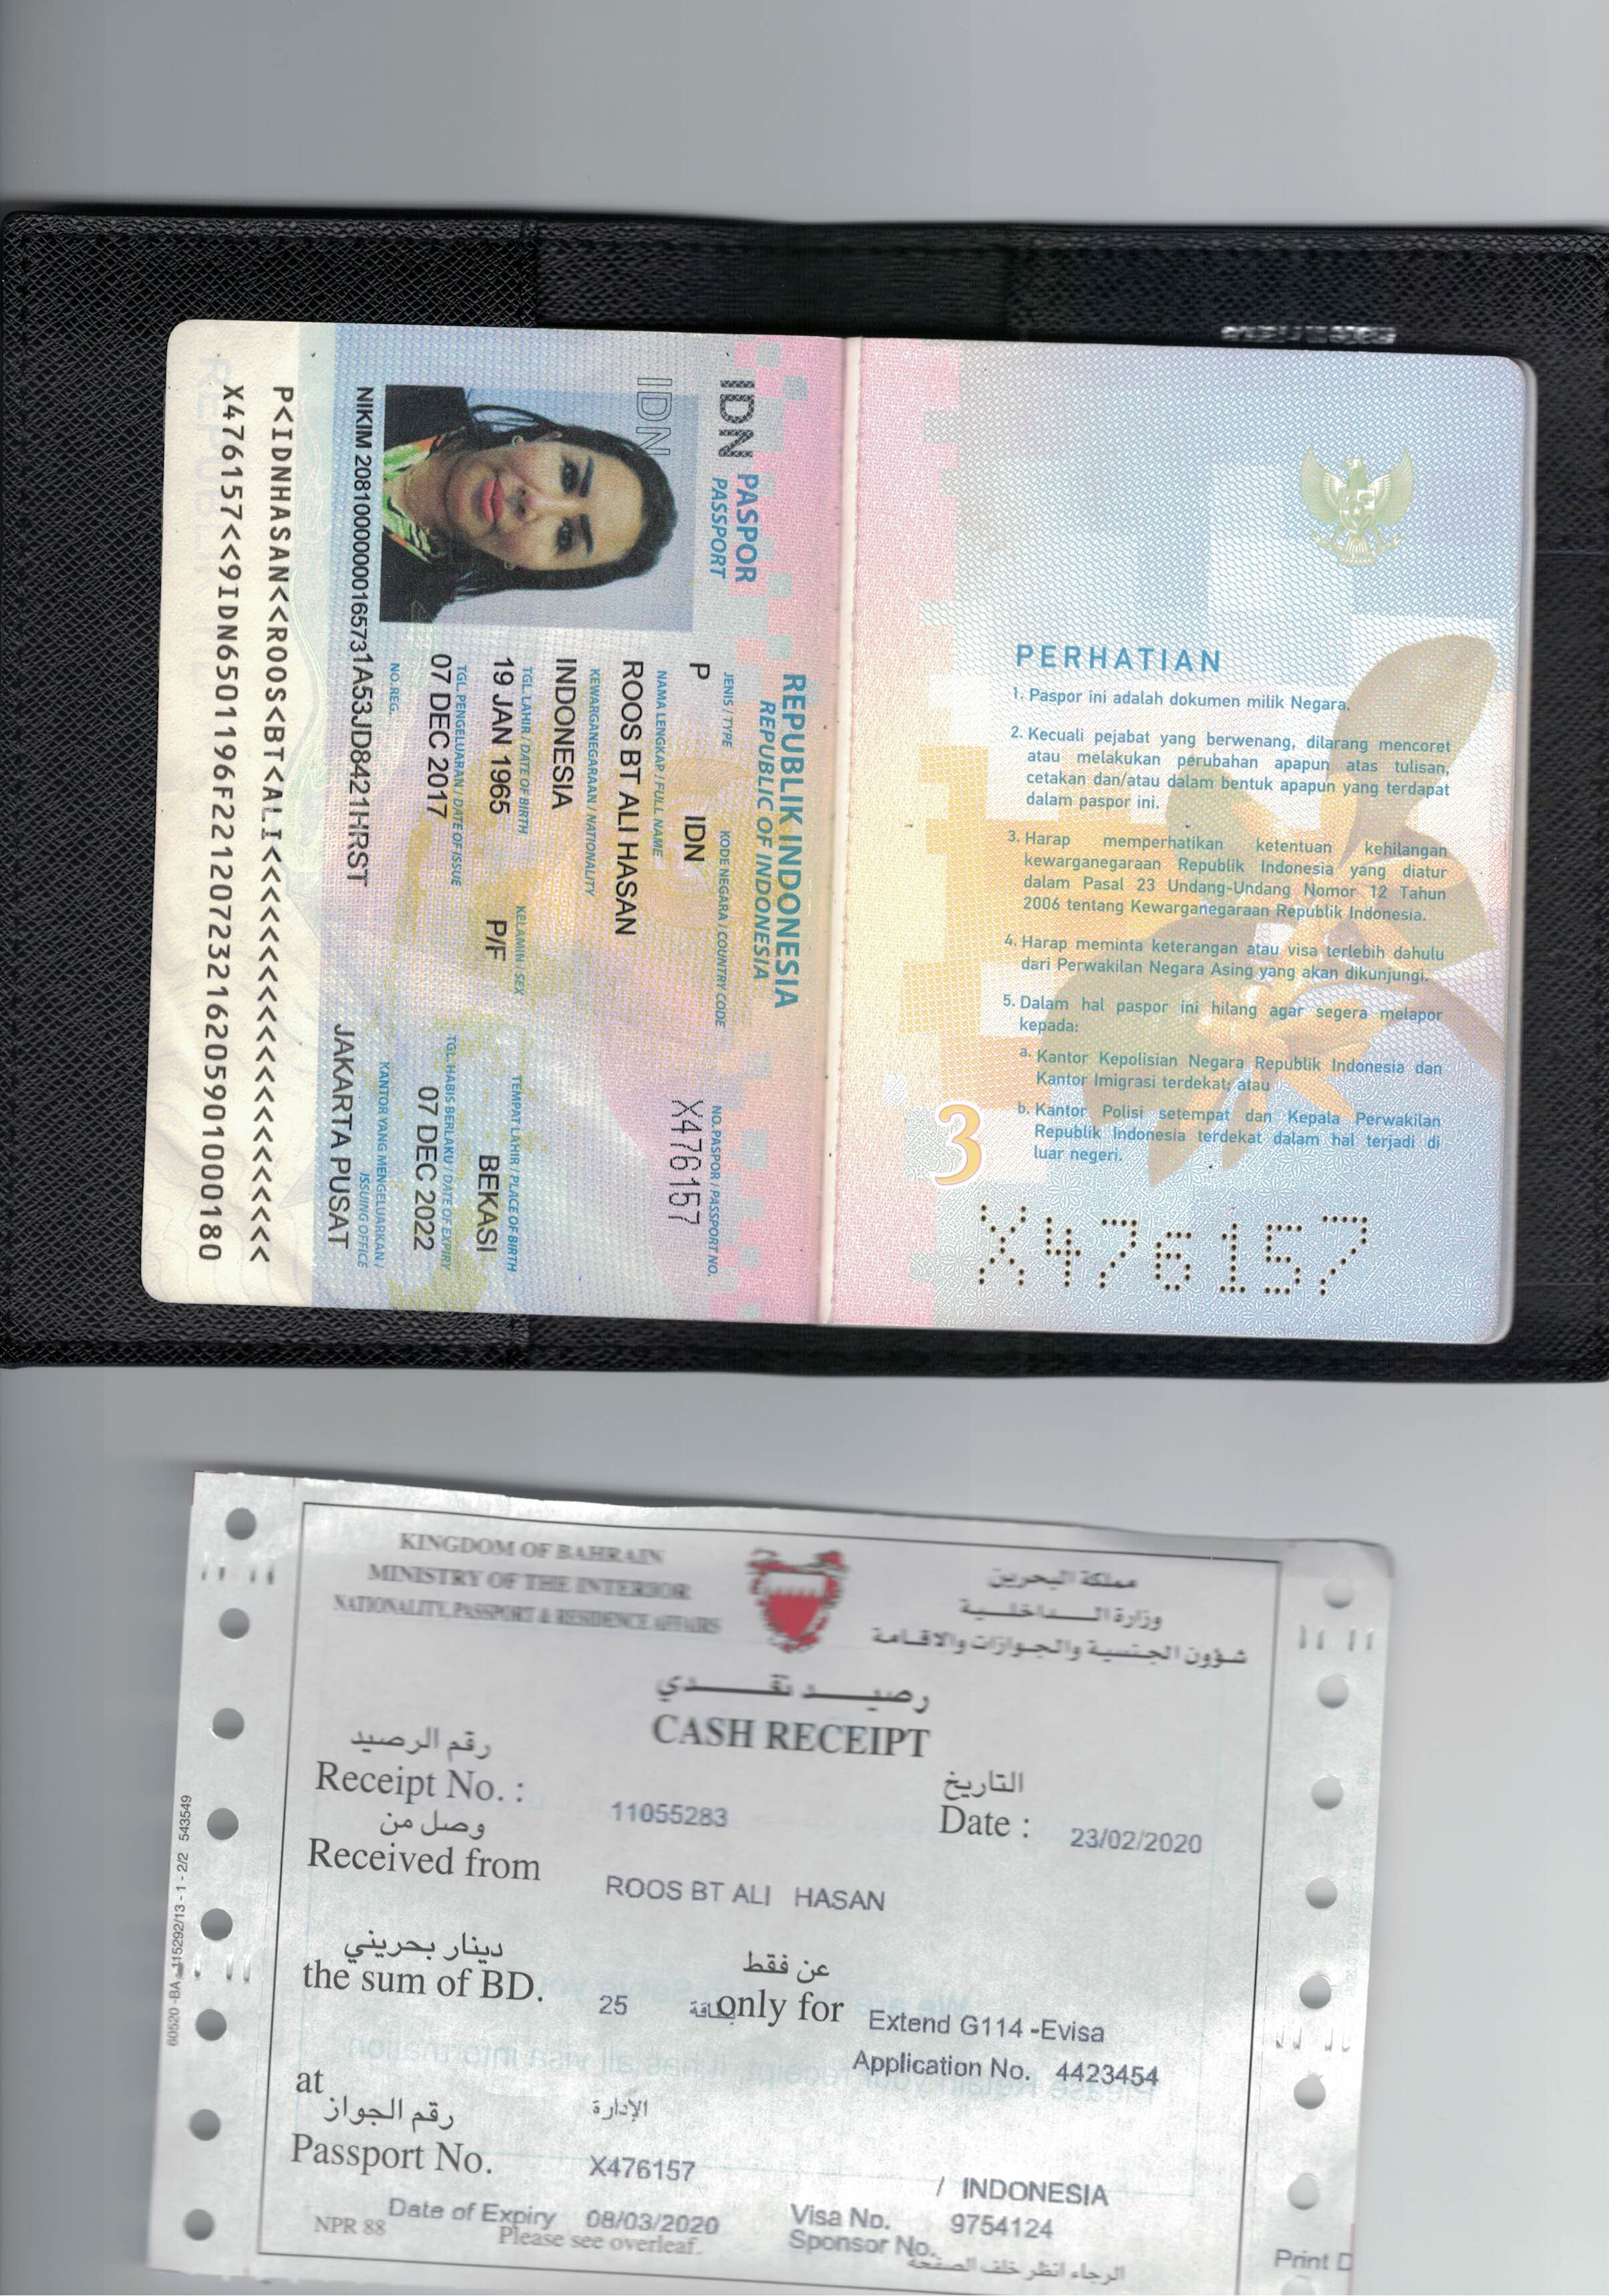 REPUBLIK INDONESIA
REPUBLIC OF INDONESIA
IDN PASPOR
PASSPORT
IDN
JENIS / TYPE
KODE NEGARA / COUNTRY CODE
NO. PASPOR / PASSPORT NO.
P
IDN
X476157
NAMA LENGKAP / FULL NAME
ROOS BT ALI HASAN
KEWARGANEGARAAN / NATIONALITY
INDONESIA
TGL. LAHIR / DATE OF BIRTH
KELAMIN / SEX
TEMPAT LAHIR / PLACE OF BIRTH
19 JAN 1965
P/F
BEKASI
TGL. PENGELUARAN / DATE OF ISSUE
TGL. HABIS BERLAKU / DATE OF EXPIRY
07 DEC 2017
07 DEC 2022
NO. REG.
KANTOR YANG MENGELUARKAN /
ISSUING OFFICE
1A53JD8421HRST
JAKARTA PUSAT
P<IDNHASAN<<ROOS<BT<ALI<<<<<<<<<<<<<<<<<<<<<
X476157<<9IDN6501196F2212072321620590100018
PERHATIAN
1. Paspor ini adalah dokumen milik Negara.
2. Kecuali pejabat yang berwenang, dilarang mencoret
atau melakukan perubahan apapun atas tulisan,
cetakan dan/atau dalam bentuk apapun yang terdapat
dalam paspor ini.
3. Harap memperhatikan ketentuan kehilangan
kewarganegaraan Republik Indonesia yang diatur
dalam Pasal 23 Undang-Undang Nomor 12 Tahun
2006 tentang Kewarganegaraan Republik Indonesia.
4. Harap meminta keterangan atau visa terlebih dahulu
dari Perwakilan Negara Asing yang akan dikunjungi.
5. Dalam hal paspor ini hilang agar segera melapor
kepada:
a. Kantor Kepolisian Negara Republik Indonesia dan
Kantor Imigrasi terdekat; atau
b. Kantor Polisi setempat dan Kepala Perwakilan
Republik Indonesia terdekat dalam hal terjadi di
luar negeri.
3
X476157
KINGDOM OF BAHRAIN
MINISTRY OF THE INTERIOR
NATIONALITY, PASSPORT & RESIDENCE AFFAIRS
مملكة البحرين
وزارة الــداخلــية
شؤون الجنسية والجوازات والاقامة
رصيــد نقــدي
CASH RECEIPT
رقم الرصيد
Receipt No. :
11055283
التاريخ
Date :
23/02/2020
وصل من
Received from
ROOS BT ALI HASAN
دينار بحريني
the sum of BD.
25
عن فقط
only for
Extend G114 -Evisa
Application No. 4423454
at
الإدارة
رقم الجواز
Passport No.
X476157
/ INDONESIA
Date of Expiry 08/03/2020
Visa No. 9754124
NPR 88
Please see overleaf.
Sponsor No.
الرجاء انظر خلف الصفحة
Print D
60520 -BA - 115292/13 - 1 - 2/2 543549